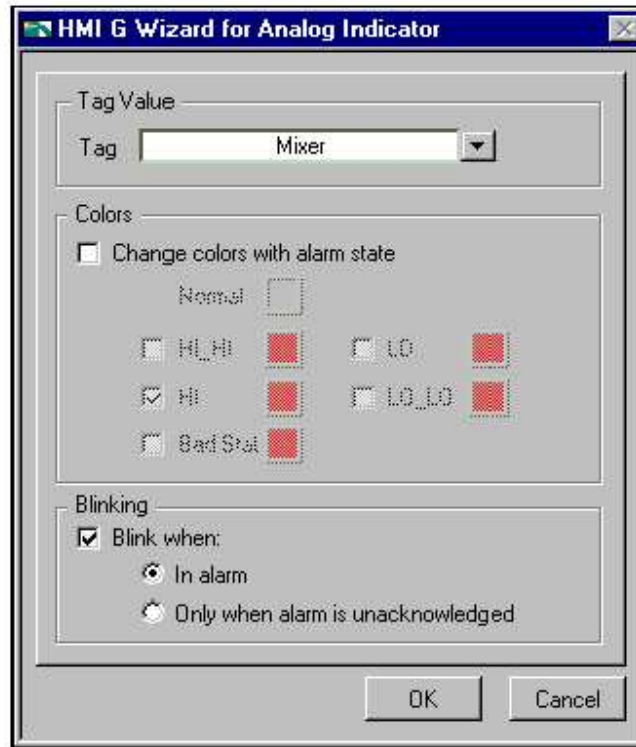 HMI G Wizard for Analog Indicator
Tag Value
Tag Mixer
Colors
Change colors with alarm state
Normal
HI_HI LO
HI LO_LO
Bad Stat
Blinking
Blink when:
In alarm
Only when alarm is unacknowledged
OK Cancel